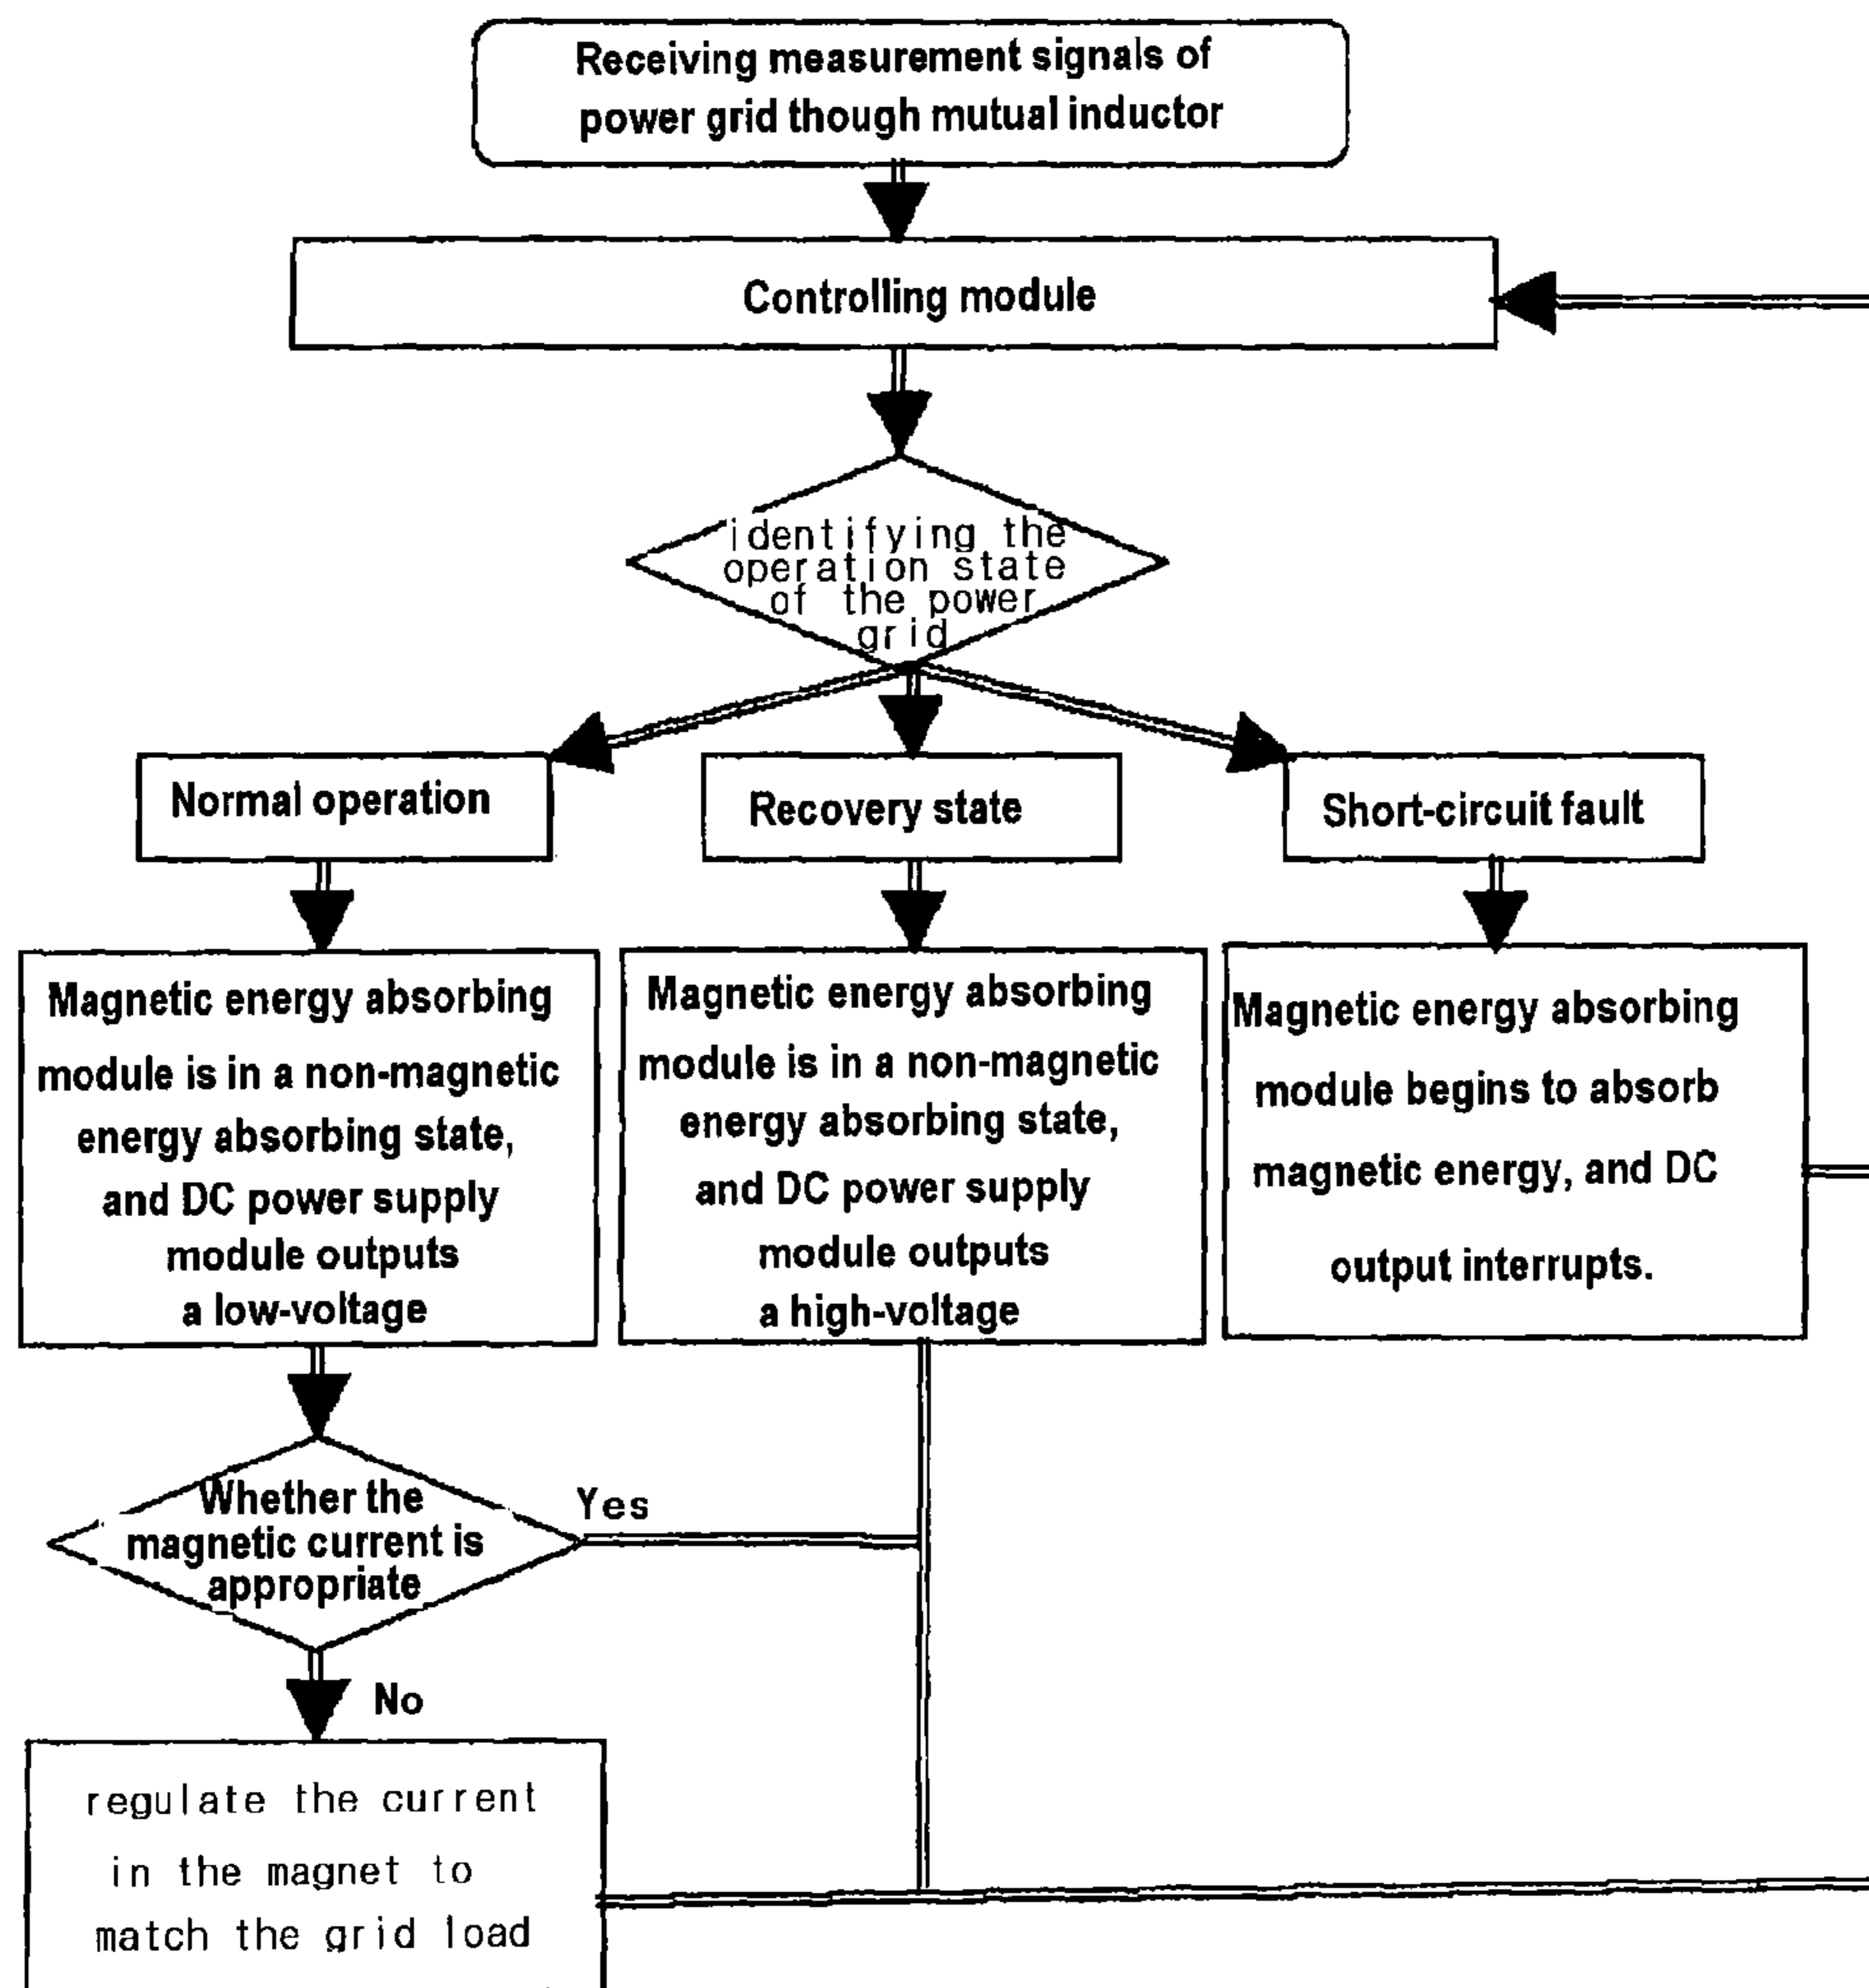 Receiving measurement signals of
power grid though mutual inductor
Controlling module
identifying the
operation state
of the power
grid
Normal operation
Recovery state
Short-circuit fault
Magnetic energy absorbing
module is in a non-magnetic
energy absorbing state,
and DC power supply
module outputs
a low-voltage
Magnetic energy absorbing
module is in a non-magnetic
energy absorbing state,
and DC power supply
module outputs
a high-voltage
Magnetic energy absorbing
module begins to absorb
magnetic energy, and DC
output interrupts.
Whether the
magnetic current is
appropriate
Yes
No
regulate the current
in the magnet to
match the grid load